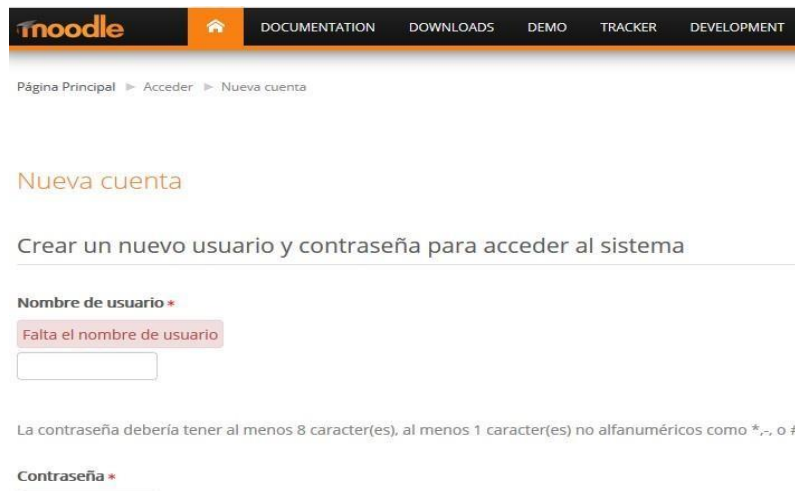 moodle DOCUMENTATION DOWNLOADS DEMO TRACKER DEVELOPMENT
Página Principal ► Acceder ► Nueva cuenta
Nueva cuenta
Crear un nuevo usuario y contraseña para acceder al sistema
Nombre de usuario *
Falta el nombre de usuario
La contraseña debería tener al menos 8 caracter(es), al menos 1 caracter(es) no alfanuméricos como *,-, o #
Contraseña *